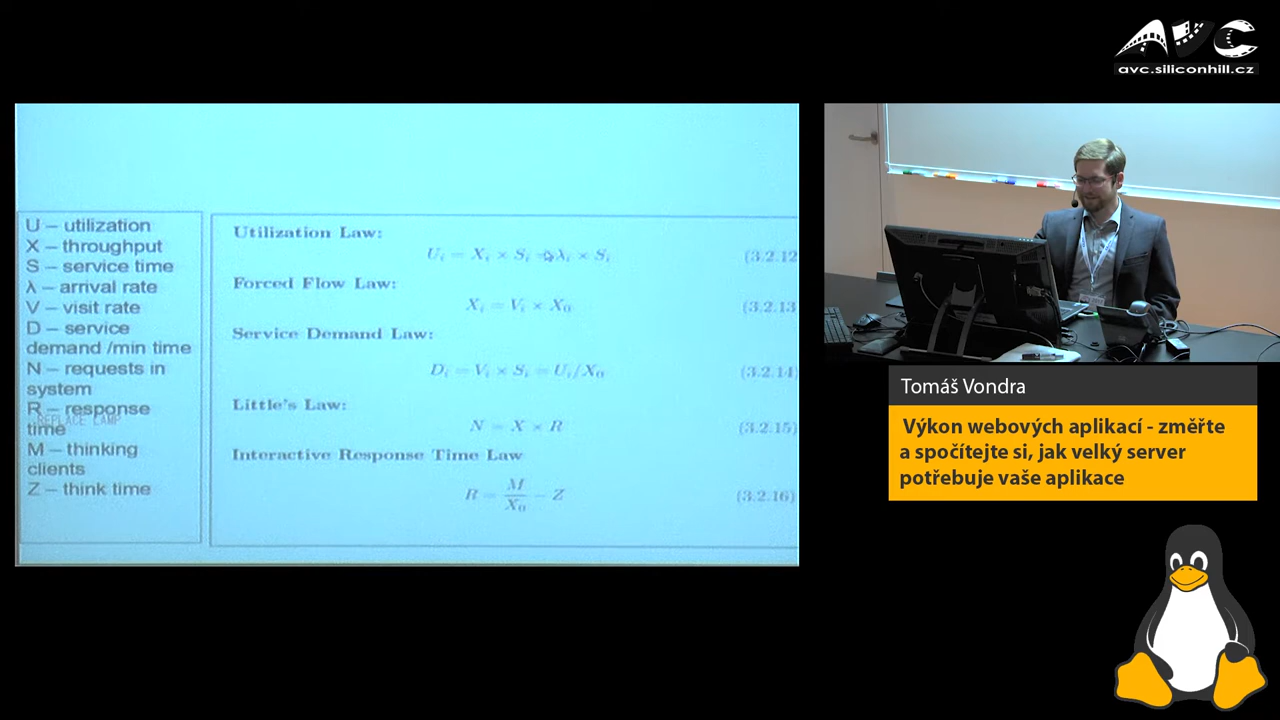 AVC
avc.siliconhill.cz
U – utilization
X – throughput
S – service time
λ – arrival rate
V – visit rate
D – service
demand /min time
N – requests in
system
R – response
time
REPLACE LAMP
M – thinking
clients
Z – think time
Utilization Law:
Uᵢ = Xᵢ × Sᵢ = λᵢ × Sᵢ (3.2.12
Forced Flow Law:
Xᵢ = Vᵢ × X₀ (3.2.13
Service Demand Law:
Dᵢ = Vᵢ × Sᵢ = Uᵢ/X₀ (3.2.14)
Little's Law:
N = X × R (3.2.15)
Interactive Response Time Law
R = M/X₀ − Z (3.2.16)
Tomáš Vondra
Výkon webových aplikací - změřte
a spočítejte si, jak velký server
potřebuje vaše aplikace